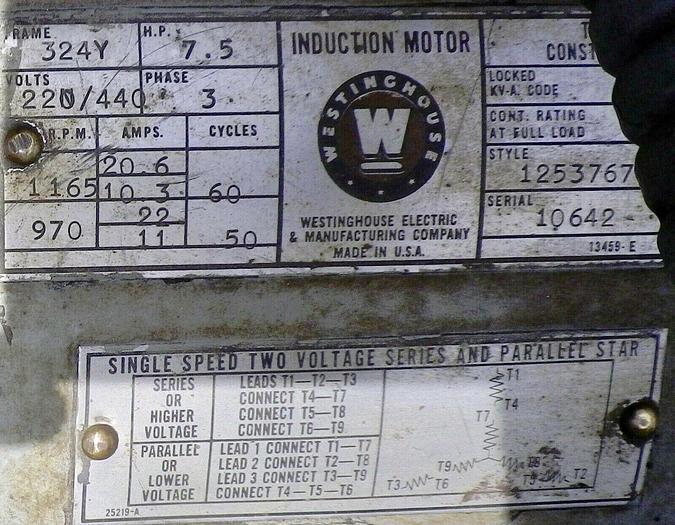 FRAME H.P. INDUCTION MOTOR
324Y 7.5
VOLTS PHASE
220/440 3
R.P.M. AMPS. CYCLES
20.6
1165 10.3 60
22
970 11 50
WESTINGHOUSE
W
WESTINGHOUSE ELECTRIC
& MANUFACTURING COMPANY
MADE IN U.S.A.
LOCKED
KV-A. CODE
CONT. RATING
AT FULL LOAD
STYLE
1253767
SERIAL
10642
13459-E
SINGLE SPEED TWO VOLTAGE SERIES AND PARALLEL STAR
SERIES LEADS T1—T2—T3
OR CONNECT T4—T7
HIGHER CONNECT T5—T8
VOLTAGE CONNECT T6—T9
PARALLEL LEAD 1 CONNECT T1—T7
OR LEAD 2 CONNECT T2—T8
LOWER LEAD 3 CONNECT T3—T9
VOLTAGE CONNECT T4—T5—T6
T1
T4
T7
T9
T3 T6 T2
25219-A